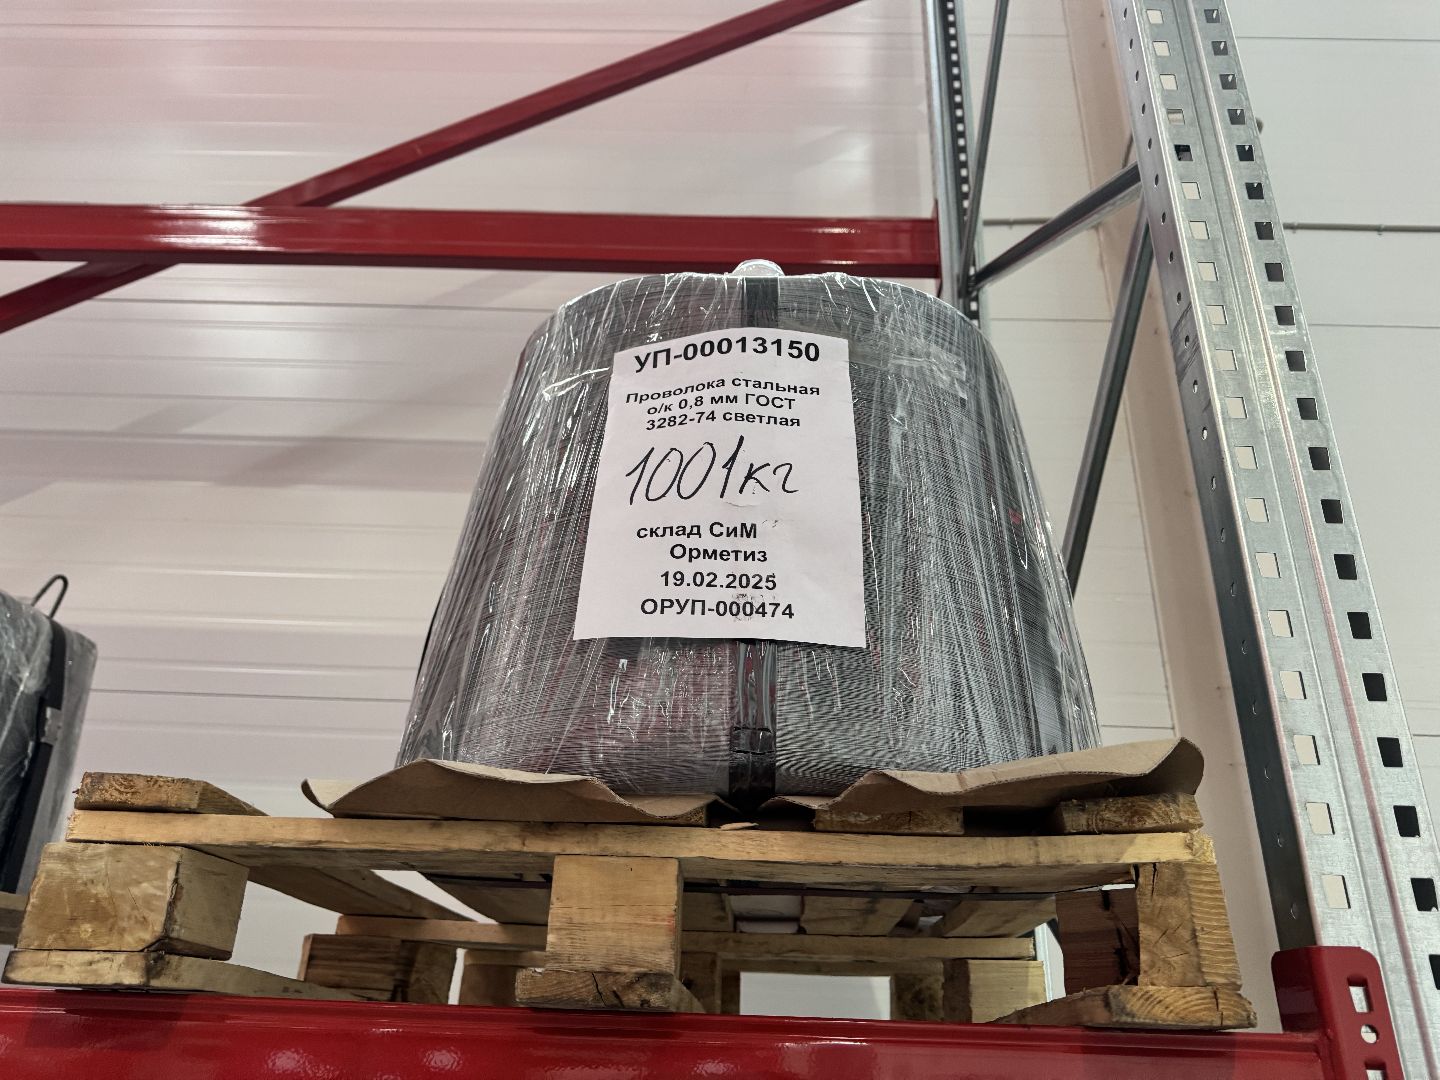 УП-00013150
Проволока стальная
о/к 0,8 мм ГОСТ
3282-74 светлая
1001кг
склад СиМ
Орметиз
19.02.2025
ОРУП-000474